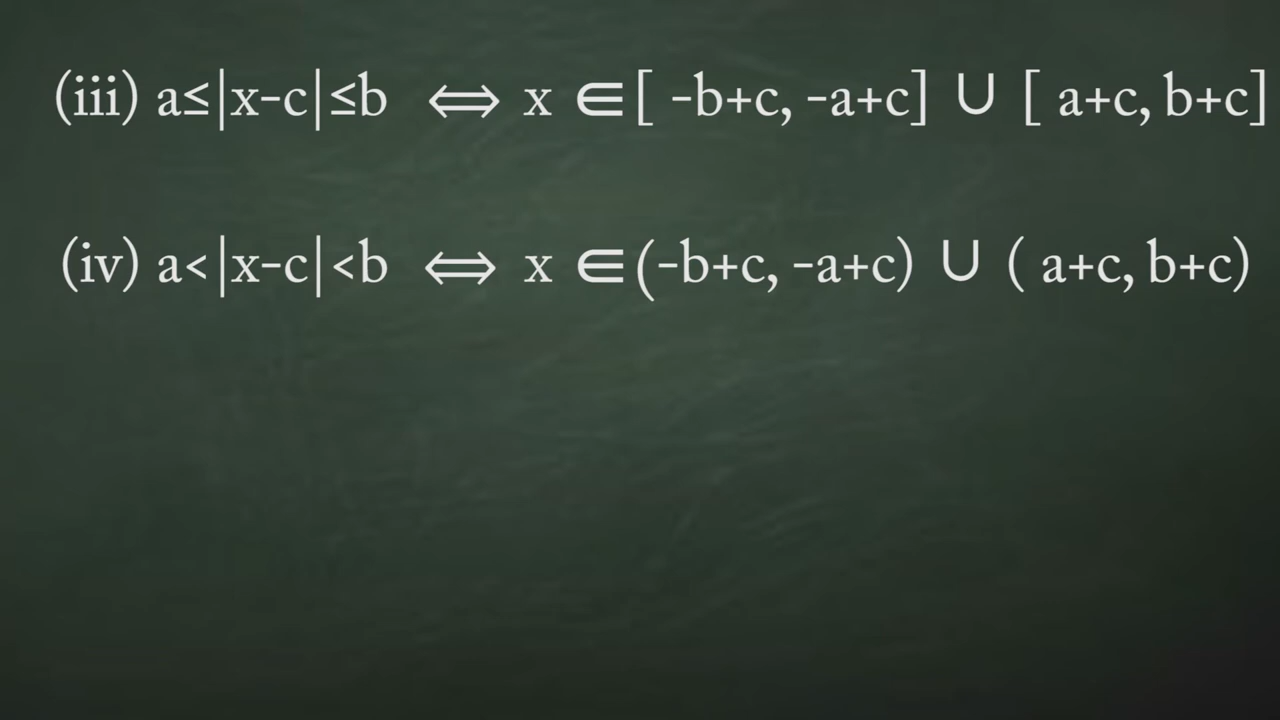 (iii) a≤|x-c|≤b ⟺ x ∈[ -b+c, -a+c] ∪ [ a+c, b+c]
(iv) a<|x-c|<b ⟺ x ∈(-b+c, -a+c) ∪ ( a+c, b+c)